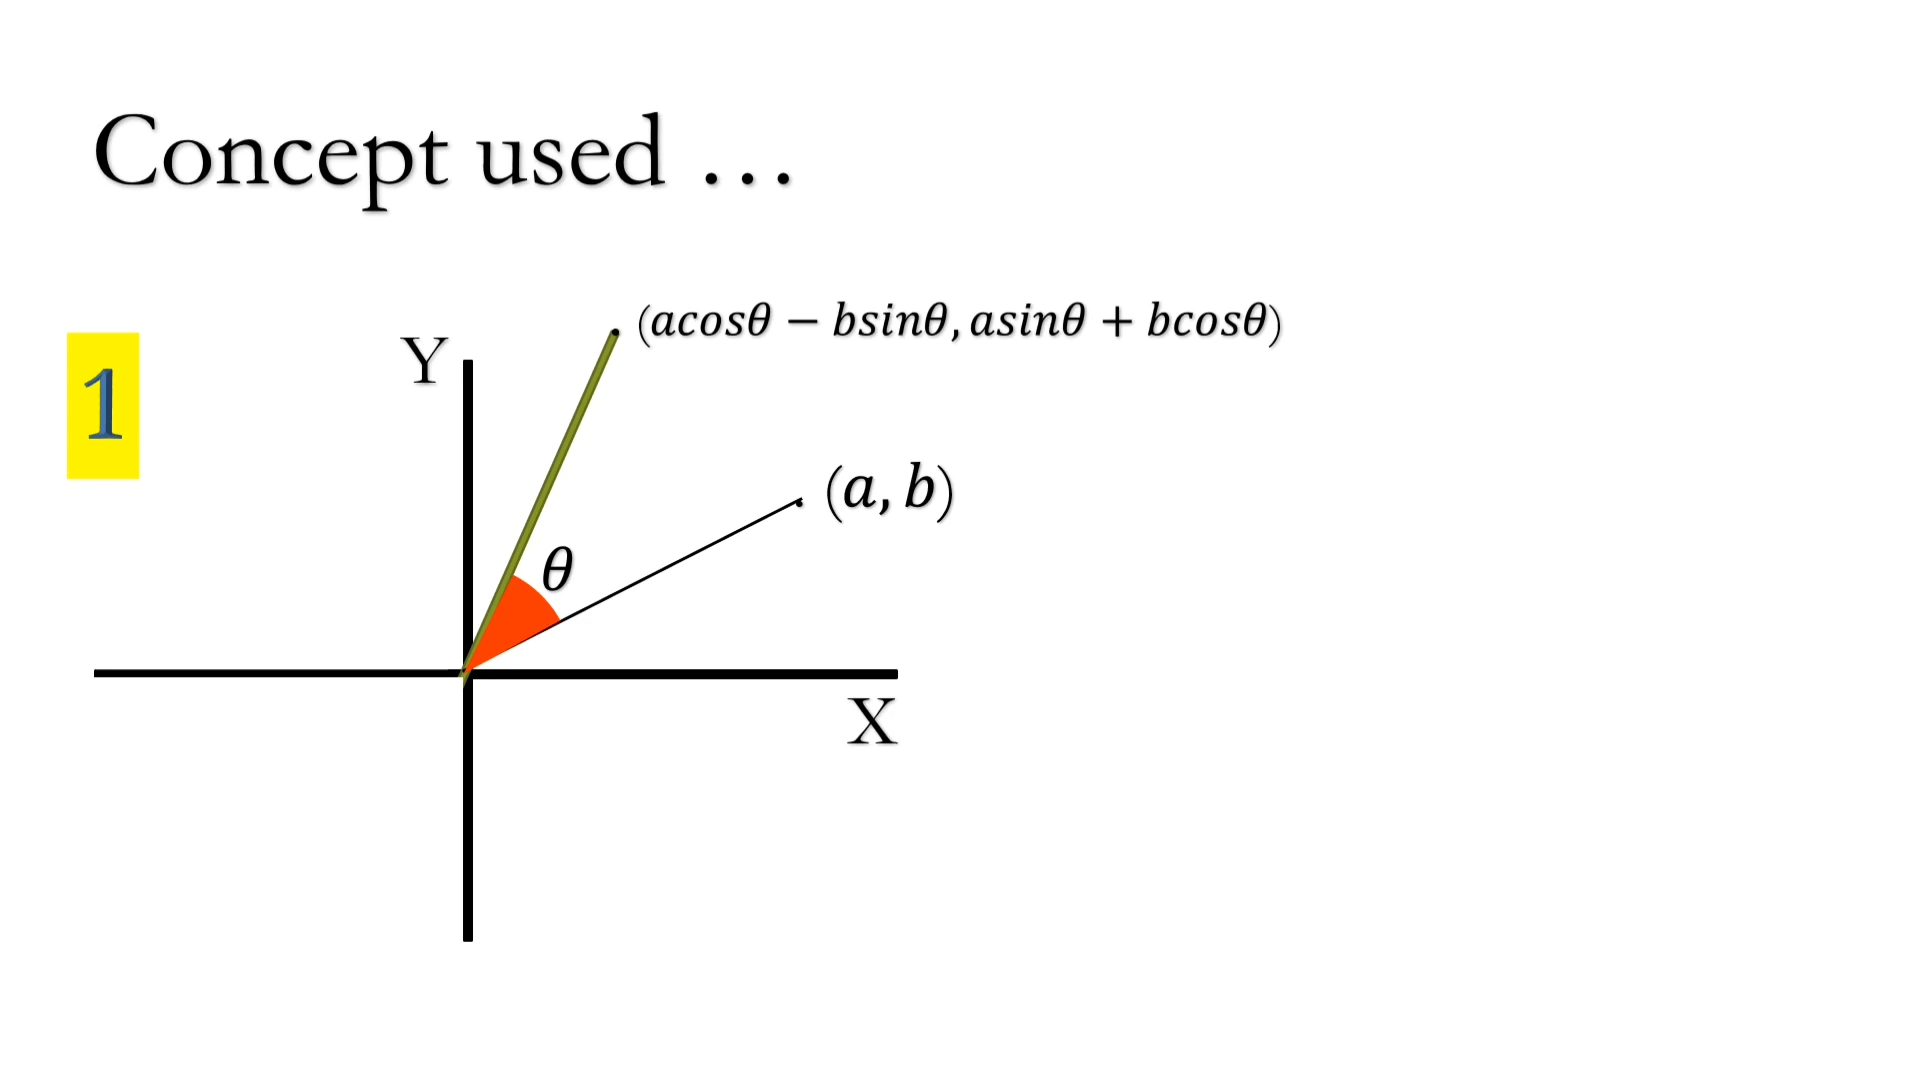 Concept used …
1
Y
(acosθ − bsinθ, asinθ + bcosθ)
(a, b)
θ
X